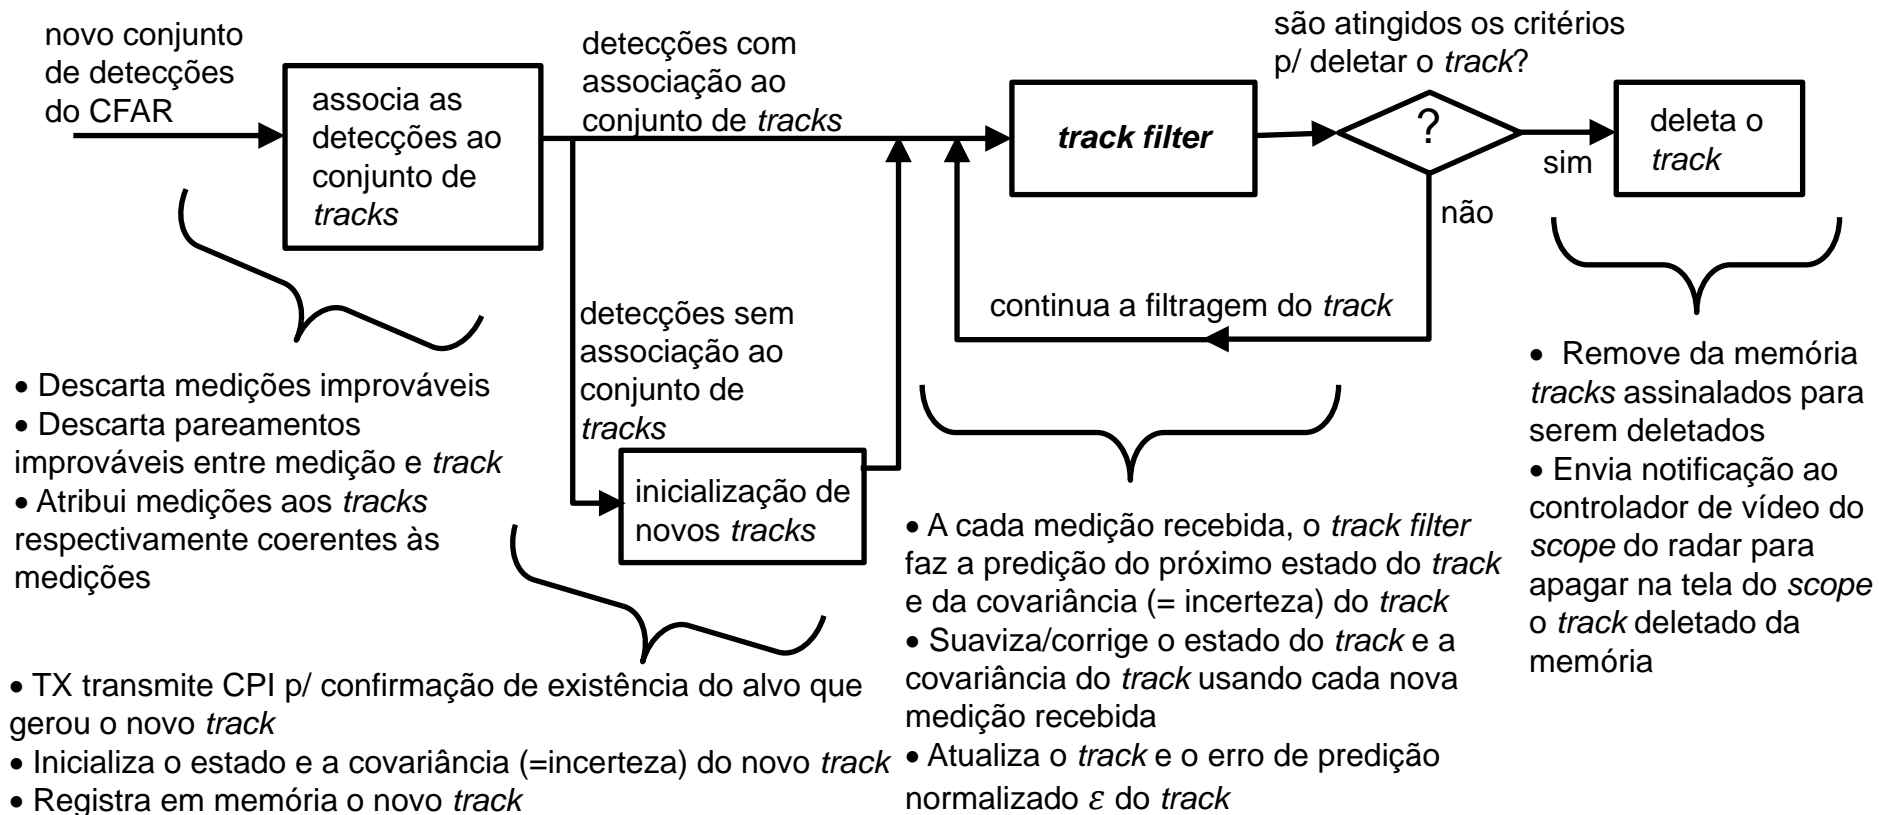 novo conjunto
de detecções
do CFAR
associa as
detecções ao
conjunto de
tracks
detecções com
associação ao
conjunto de tracks
track filter
são atingidos os critérios
p/ deletar o track?
?
sim
não
deleta o
track
continua a filtragem do track
detecções sem
associação ao
conjunto de
tracks
inicialização de
novos tracks
• Descarta medições improváveis
• Descarta pareamentos
improváveis entre medição e track
• Atribui medições aos tracks
respectivamente coerentes às
medições
• TX transmite CPI p/ confirmação de existência do alvo que
gerou o novo track
• Inicializa o estado e a covariância (=incerteza) do novo track
• Registra em memória o novo track
• A cada medição recebida, o track filter
faz a predição do próximo estado do track
e da covariância (= incerteza) do track
• Suaviza/corrige o estado do track e a
covariância do track usando cada nova
medição recebida
• Atualiza o track e o erro de predição
normalizado ε do track
• Remove da memória
tracks assinalados para
serem deletados
• Envia notificação ao
controlador de vídeo do
scope do radar para
apagar na tela do scope
o track deletado da
memória